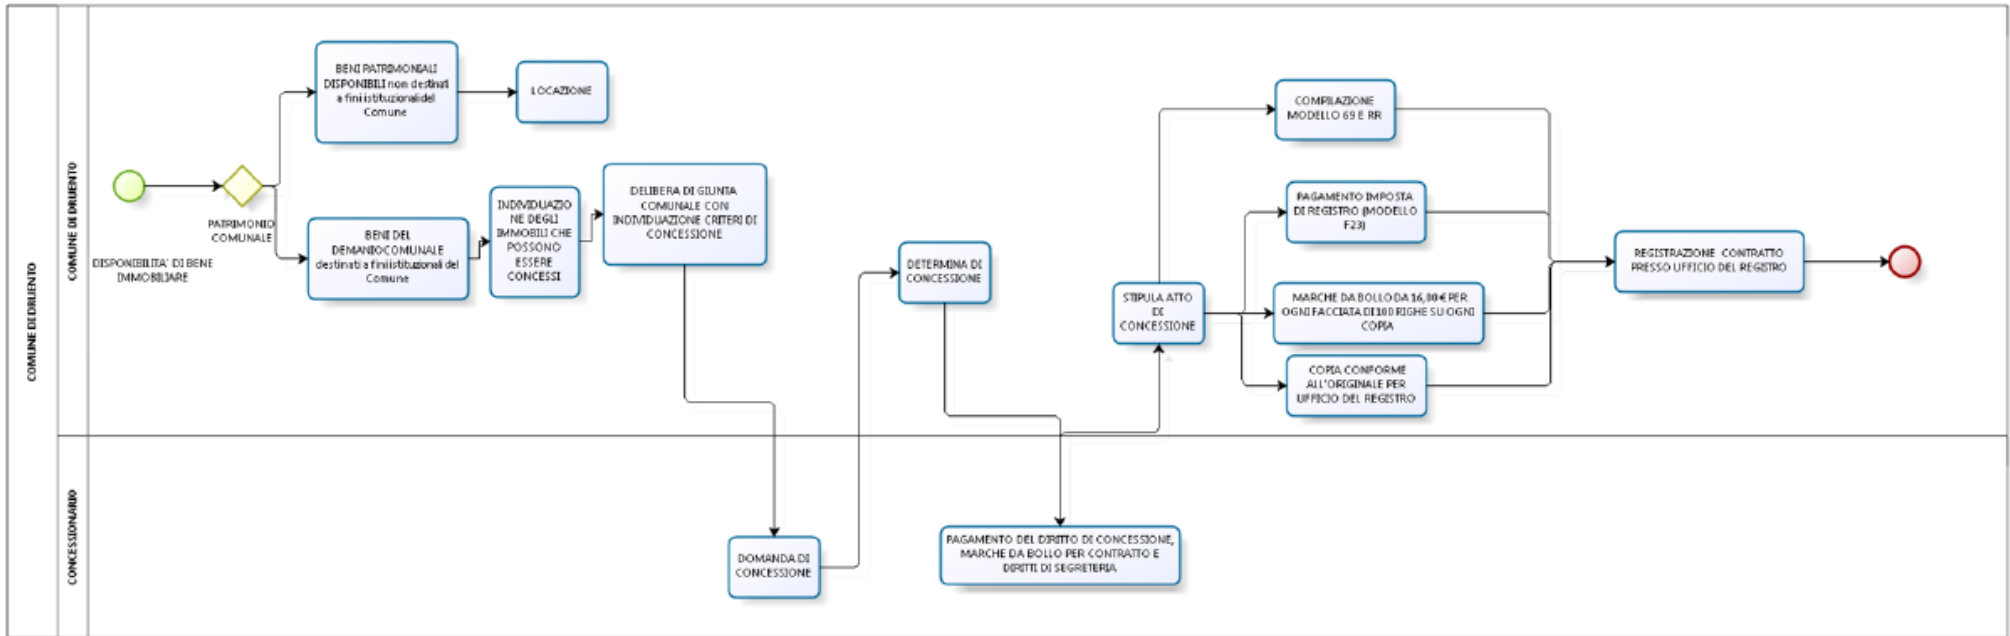 COMUNE DI DRUENTO
COMUNE DI DRUENTO
CONCESSIONARIO
DISPONIBILITA' DI BENE
IMMOBILIARE
PATRIMONIO
COMUNALE
BENI PATRIMONIALI
DISPONIBILI non destinati
a fini istituzionali del
Comune
LOCAZIONE
BENI DEL
DEMANIO COMUNALE
destinati a fini istituzionali del
Comune
INDIVIDUAZIO
NE DEGLI
IMMOBILI CHE
POSSONO
ESSERE
CONCESSI
DELIBERA DI GIUNTA
COMUNALE CON
INDIVIDUAZIONE CRITERI DI
CONCESSIONE
DOMANDA DI
CONCESSIONE
DETERMINA DI
CONCESSIONE
PAGAMENTO DEL DIRITTO DI CONCESSIONE,
MARCHE DA BOLLO PER CONTRATTO E
DIRITTI DI SEGRETERIA
STIPULA ATTO
DI
CONCESSIONE
COMPILAZIONE
MODELLO 69 E RR
PAGAMENTO IMPOSTA
DI REGISTRO (MODELLO
F23)
MARCHE DA BOLLO DA 16,00 € PER
OGNI FACCIATA DI 100 RIGHE SU OGNI
COPIA
COPIA CONFORME
ALL'ORIGINALE PER
UFFICIO DEL REGISTRO
REGISTRAZIONE CONTRATTO
PRESSO UFFICIO DEL REGISTRO